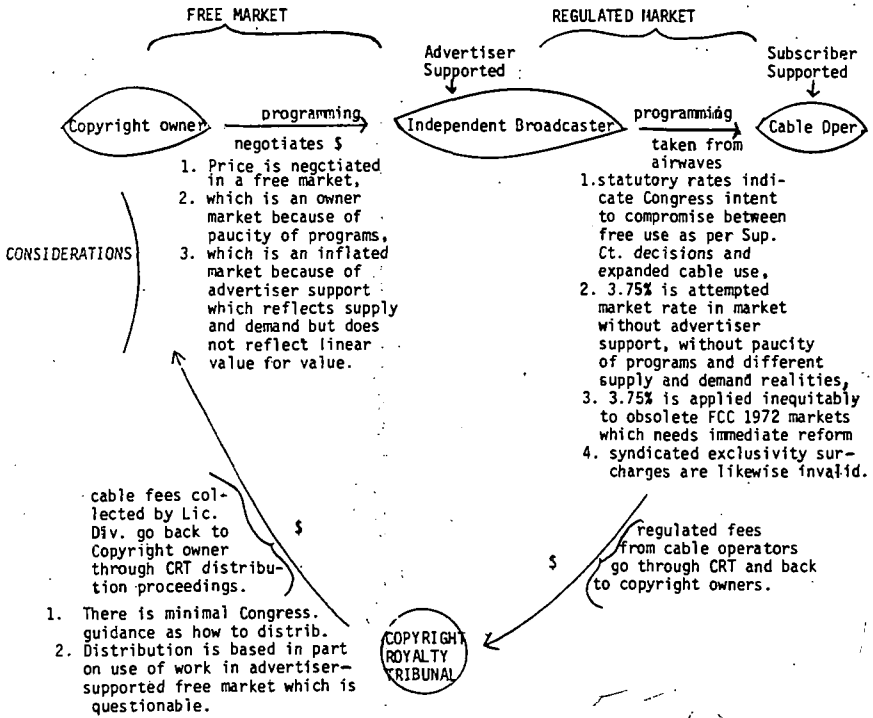 FREE MARKET
REGULATED MARKET
Advertiser
Supported
Subscriber
Supported
Copyright owner
programming
negotiates $
Independent Broadcaster
programming
taken from
airwaves
Cable Oper
CONSIDERATIONS
1. Price is negctiated
in a free market,
2. which is an owner
market because of
paucity of programs,
3. which is an inflated
market because of
advertiser support
which reflects supply
and demand but does
not reflect linear
value for value.
1.statutory rates indi-
cate Congress intent
to compromise between
free use as per Sup.
Ct. decisions and
expanded cable use,
2. 3.75% is attempted
market rate in market
without advertiser
support, without paucity
of programs and different
supply and demand realities,
3. 3.75% is applied inequitably
to obsolete FCC 1972 markets
which needs immediate reform
4. syndicated exclusivity sur-
charges are likewise invalid.
cable fees col-
lected by Lic.
Div. go back to
Copyright owner
through CRT distribu-
tion proceedings.
$
$
regulated fees
from cable operators
go through CRT and back
to copyright owners.
1. There is minimal Congress.
guidance as how to distrib.
2. Distribution is based in part
on use of work in advertiser-
supported free market which is
questionable.
COPYRIGHT
ROYALTY
TRIBUNAL